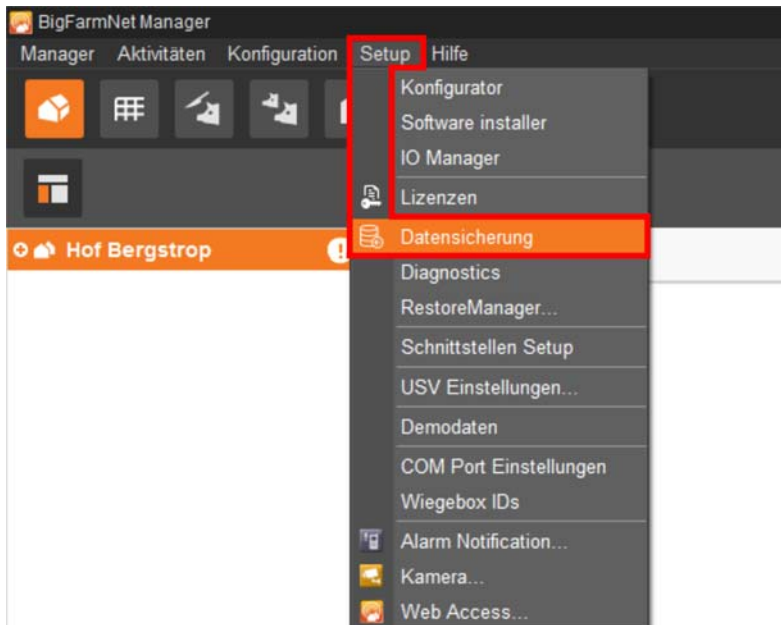 BigFarmNet Manager
Manager Aktivitäten Konfiguration Setup Hilfe
Konfigurator
Software installer
IO Manager
Lizenzen
Hof Bergstrop ! Datensicherung
Diagnostics
RestoreManager...
Schnittstellen Setup
USV Einstellungen...
Demodaten
COM Port Einstellungen
Wiegebox IDs
Alarm Notification...
Kamera...
Web Access...